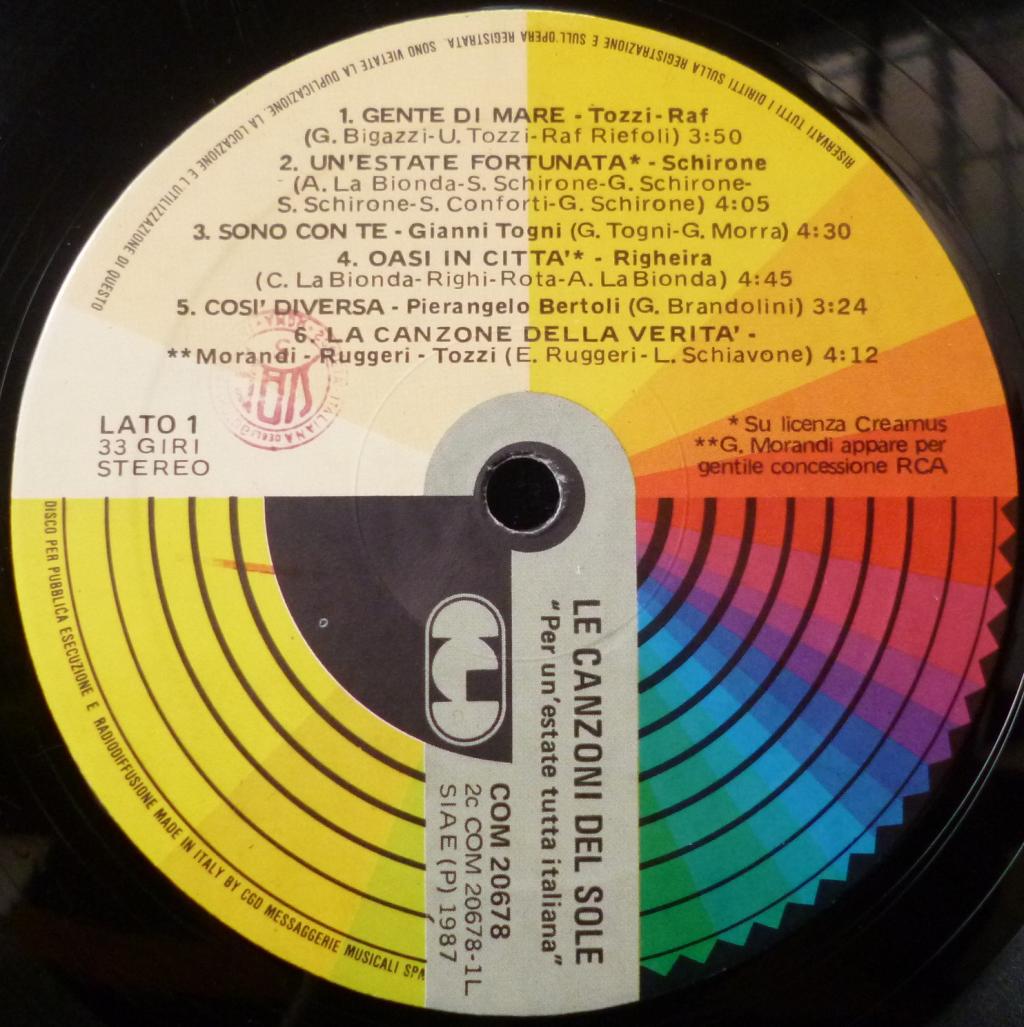 RISERVATI TUTTI I DIRITTI SULLA REGISTRAZIONE E SULL'OPERA REGISTRATA. SONO VIETATE LA DUPLICAZIONE, LA LOCAZIONE E L'UTILIZZAZIONE DI QUESTO
DISCO PER PUBBLICA ESECUZIONE E RADIODIFFUSIONE MADE IN ITALY BY CGD MESSAGGERIE MUSICALI SPA
1. GENTE DI MARE - Tozzi-Raf
(G. Bigazzi-U. Tozzi-Raf Riefoli) 3:50
2. UN'ESTATE FORTUNATA* - Schirone
(A. La Bionda-S. Schirone-G. Schirone-
S. Schirone-S. Conforti-G. Schirone) 4:05
3. SONO CON TE - Gianni Togni (G. Togni-G. Morra) 4:30
4. OASI IN CITTA'* - Righeira
(C. La Bionda-Righi-Rota-A. La Bionda) 4:45
5. COSI' DIVERSA - Pierangelo Bertoli (G. Brandolini) 3:24
6. LA CANZONE DELLA VERITA' -
**Morandi - Ruggeri - Tozzi (E. Ruggeri - L. Schiavone) 4:12
LATO 1
33 GIRI
STEREO
* Su licenza Creamus
**G. Morandi appare per
gentile concessione RCA
LE CANZONI DEL SOLE
"Per un'estate tutta italiana"
CGD
COM 20678
2c COM 20678-1L
SIAE (P) 1987